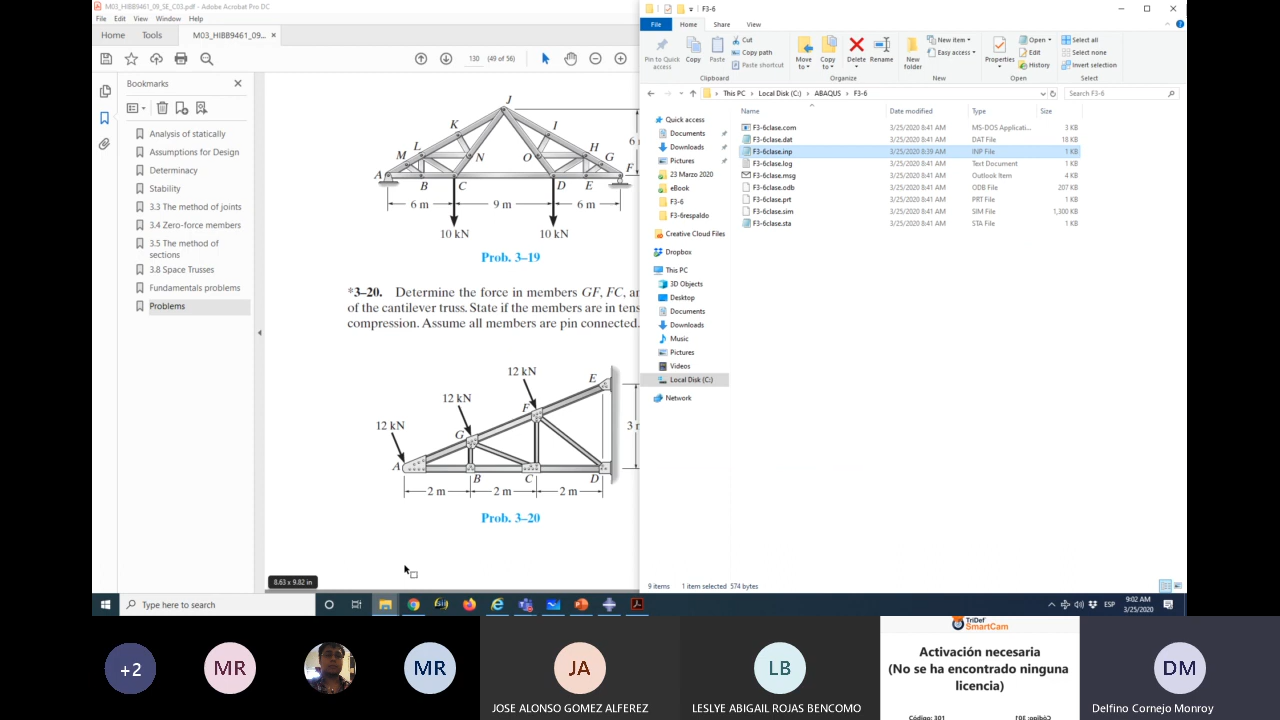 M03_HIBB9461_09_SE_C03.pdf - Adobe Acrobat Pro DC
File Edit View Window Help
Home Tools M03_HIBB9461_09... ×
130 (49 of 56)
Bookmarks
Analysis of statically
Assumptions for Design
Determinacy
Stability
3.3 The method of joints
3.4 Zero-force members
3.5 The method of
sections
3.8 Space Trusses
Fundamentals problems
Problems
J
K
I
L
H
M
N
O
G
A
F
B
C
D
E
6 m
6 m
9 m
6 m
10 kN
10 kN
Prob. 3–19
*3–20. Determine the force in members GF, FC, an
of the cantilever truss. State if the members are in tens
compression. Assume all members are pin connected.
12 kN
E
12 kN
F
12 kN
G
3 m
A
B
C
D
2 m
2 m
2 m
Prob. 3–20
8.63 x 9.82 in
F3-6
File Home Share View
Pin to Quick
access
Copy
Paste
Cut
Copy path
Paste shortcut
Clipboard
Move
to
Copy
to
Delete
Rename
Organize
New
folder
New item
Easy access
New
Properties
Open
Edit
History
Open
Select all
Select none
Invert selection
Select
This PC > Local Disk (C:) > ABAQUS > F3-6
Search F3-6
Quick access
Documents
Downloads
Pictures
23 Marzo 2020
eBook
F3-6
F3-6respaldo
Creative Cloud Files
Dropbox
This PC
3D Objects
Desktop
Documents
Downloads
Music
Pictures
Videos
Local Disk (C:)
Network
Name Date modified Type Size
F3-6clase.com 3/25/2020 8:41 AM MS-DOS Applicati... 3 KB
F3-6clase.dat 3/25/2020 8:41 AM DAT File 18 KB
F3-6clase.inp 3/25/2020 8:39 AM INP File 1 KB
F3-6clase.log 3/25/2020 8:41 AM Text Document 1 KB
F3-6clase.msg 3/25/2020 8:41 AM Outlook Item 4 KB
F3-6clase.odb 3/25/2020 8:41 AM ODB File 207 KB
F3-6clase.prt 3/25/2020 8:41 AM PRT File 1 KB
F3-6clase.sim 3/25/2020 8:41 AM SIM File 1,300 KB
F3-6clase.sta 3/25/2020 8:41 AM STA File 1 KB
9 items 1 item selected 574 bytes
Type here to search
ESP
9:02 AM
3/25/2020
+2
MR
MR
JA
JOSE ALONSO GOMEZ ALFEREZ
LB
LESLYE ABIGAIL ROJAS BENCOMO
TriDef
SmartCam
Activación necesaria
(No se ha encontrado ninguna
licencia)
Código: 301
Código: 301
DM
Delfino Cornejo Monroy